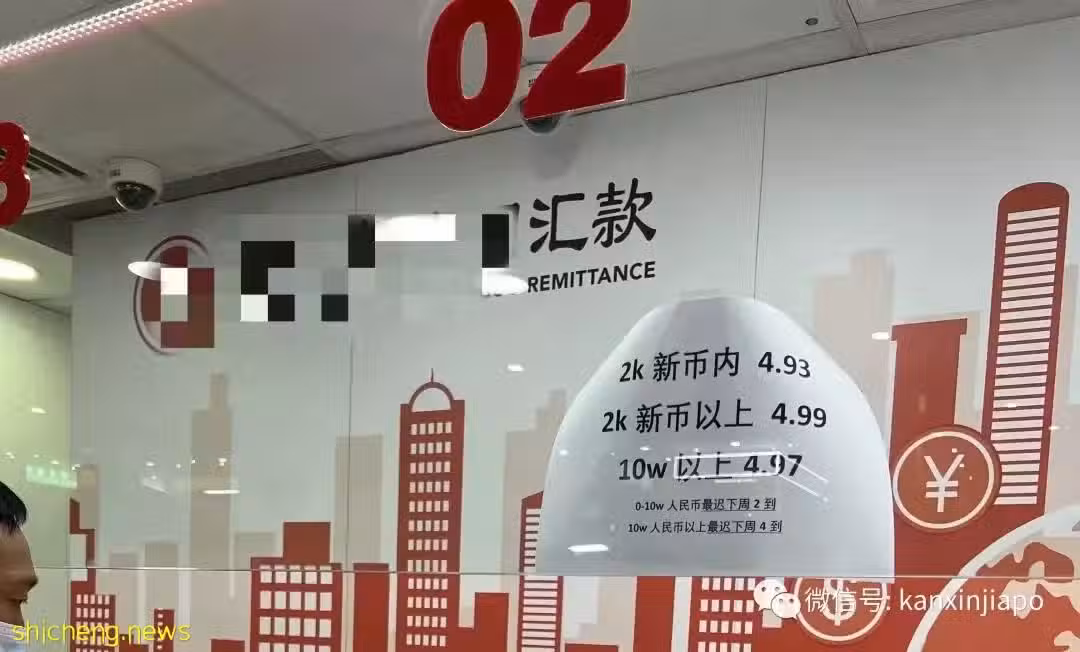 02
汇款
REMITTANCE
2k 新币内 4.93
2k 新币以上 4.99
10w 以上 4.97
0-10w 人民币最迟下周 2 到
10w 人民币以上最迟下周 4 到
¥
微信号: kanxinjiapo
shicheng.news